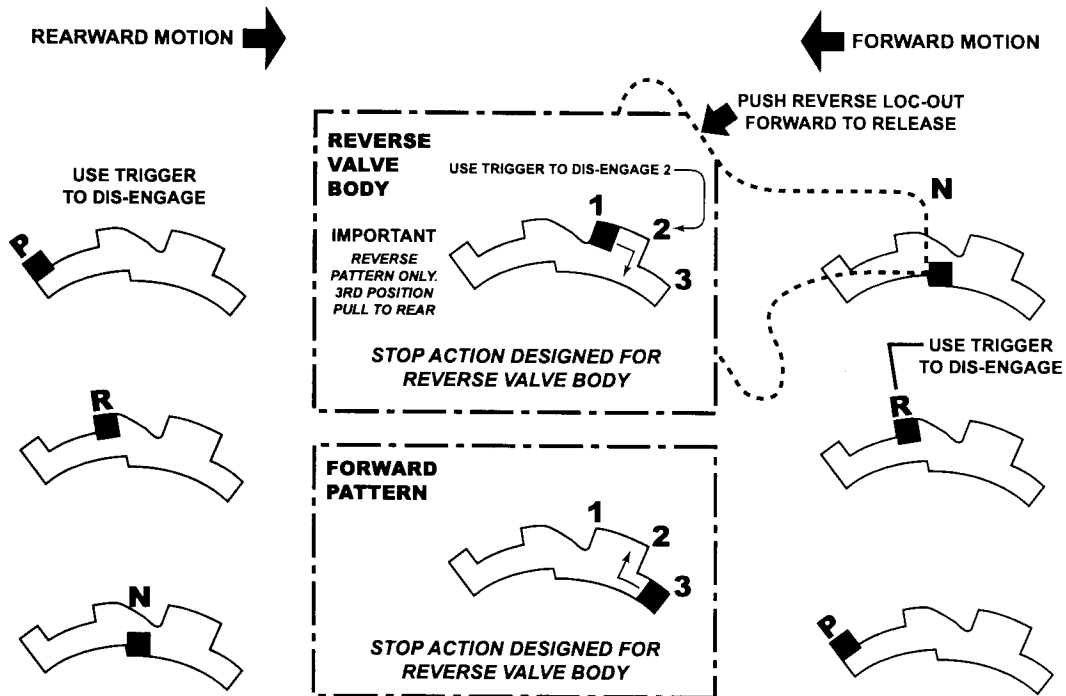 REARWARD MOTION
FORWARD MOTION
PUSH REVERSE LOC-OUT
FORWARD TO RELEASE
USE TRIGGER
TO DIS-ENGAGE
P
REVERSE
VALVE
BODY
USE TRIGGER TO DIS-ENGAGE 2
1
2
3
IMPORTANT
REVERSE
PATTERN ONLY.
3RD POSITION
PULL TO REAR
STOP ACTION DESIGNED FOR
REVERSE VALVE BODY
N
USE TRIGGER
TO DIS-ENGAGE
R
R
FORWARD
PATTERN
1
2
3
STOP ACTION DESIGNED FOR
REVERSE VALVE BODY
N
P